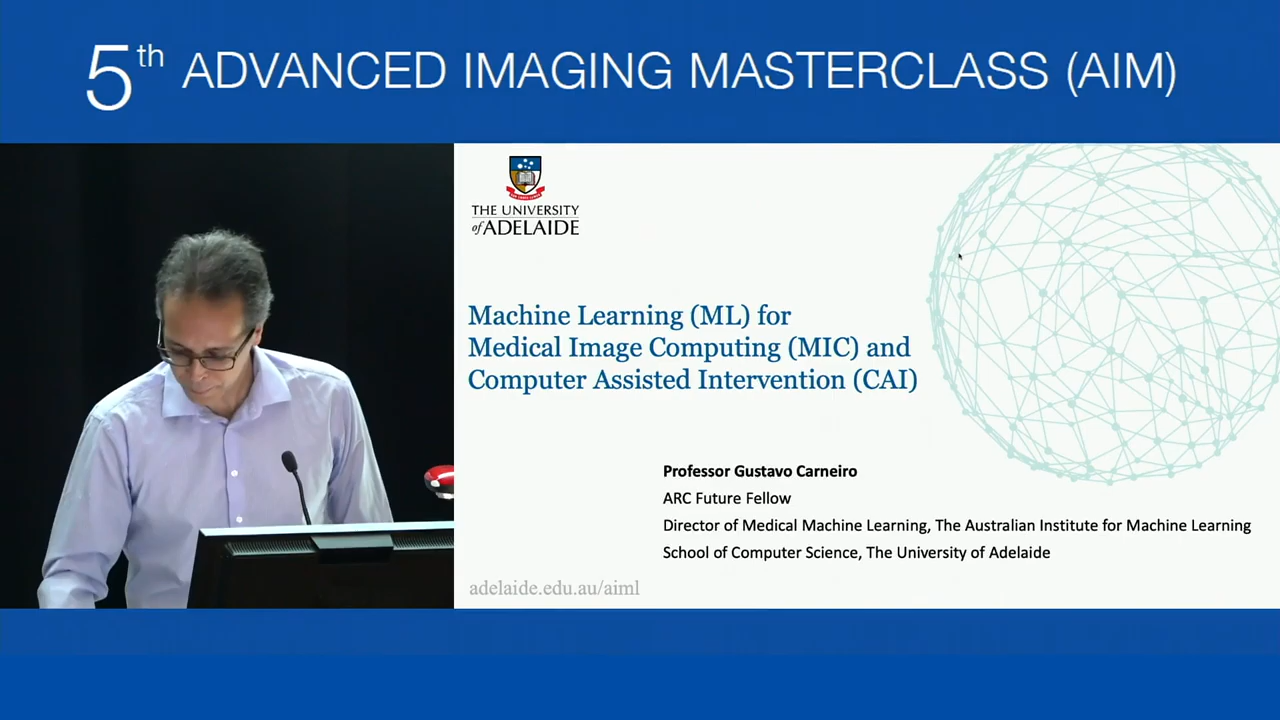 5th ADVANCED IMAGING MASTERCLASS (AIM)
THE UNIVERSITY
of ADELAIDE
Machine Learning (ML) for
Medical Image Computing (MIC) and
Computer Assisted Intervention (CAI)
Professor Gustavo Carneiro
ARC Future Fellow
Director of Medical Machine Learning, The Australian Institute for Machine Learning
School of Computer Science, The University of Adelaide
adelaide.edu.au/aiml